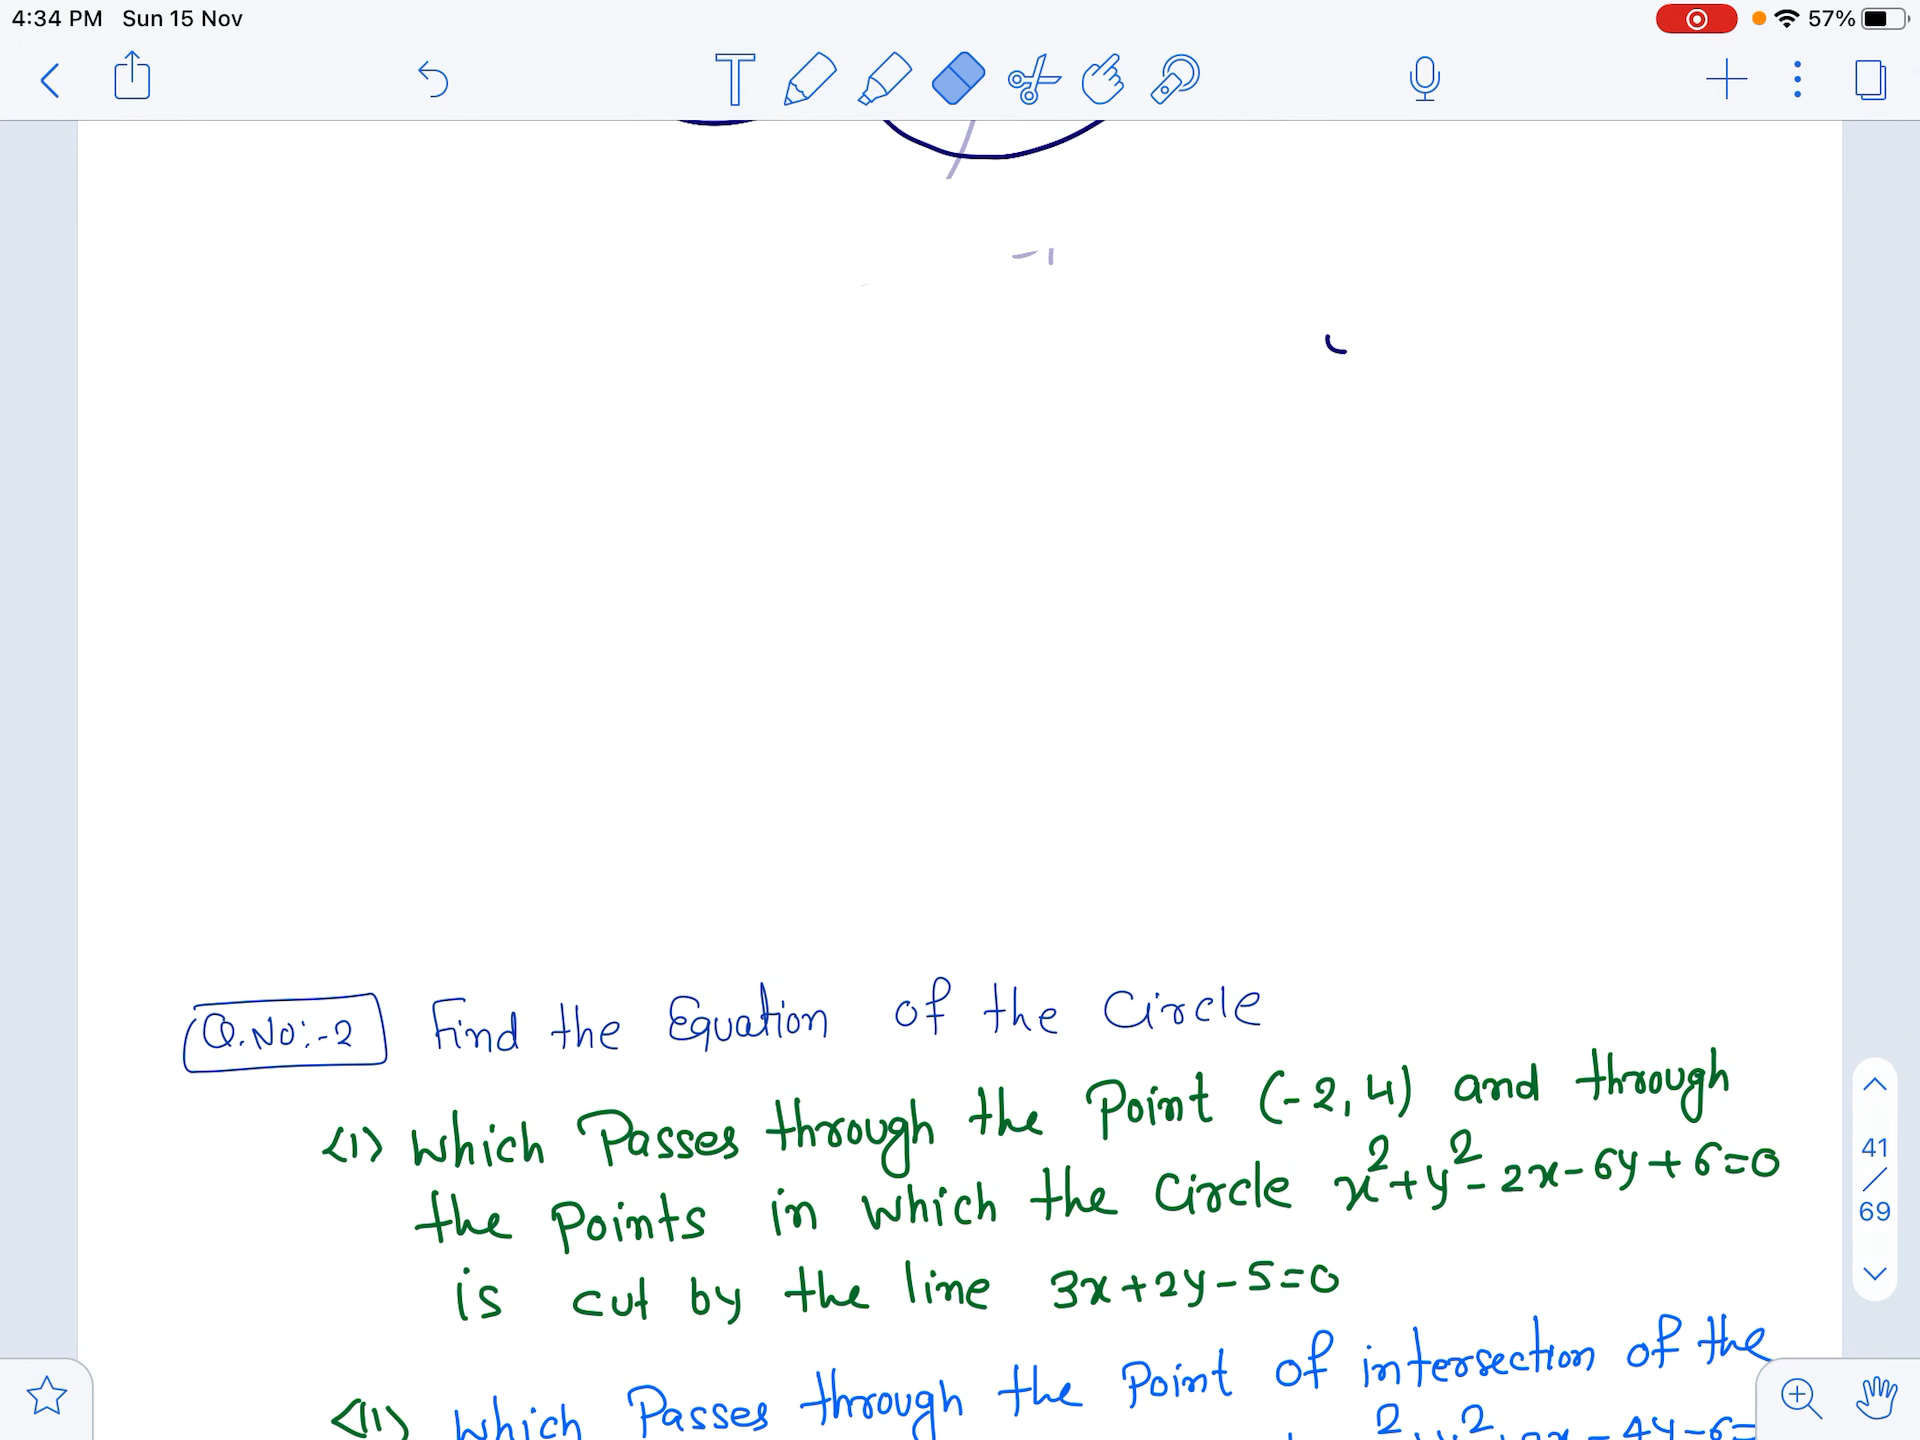 4:34 PM Sun 15 Nov
57%
T
-1
Q.No:-2 Find the Equation of the Circle
<1> which Passes through the Point (-2, 4) and through
the Points in which the Circle x²+y²-2x-6y+6=0
is cut by the line 3x+2y-5=0
<11> which Passes through the Point of intersection of the
-4y-6=
41
/
69